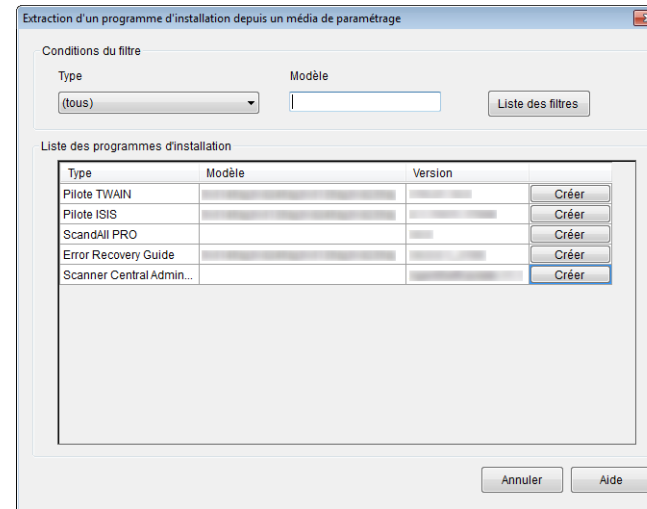 Extraction d'un programme d'installation depuis un média de paramétrage
Conditions du filtre
Type Modèle
(tous) Liste des filtres
Liste des programmes d'installation
Type Modèle Version
Pilote TWAIN Créer
Pilote ISIS Créer
ScandAll PRO Créer
Error Recovery Guide Créer
Scanner Central Admin... Créer
Annuler Aide